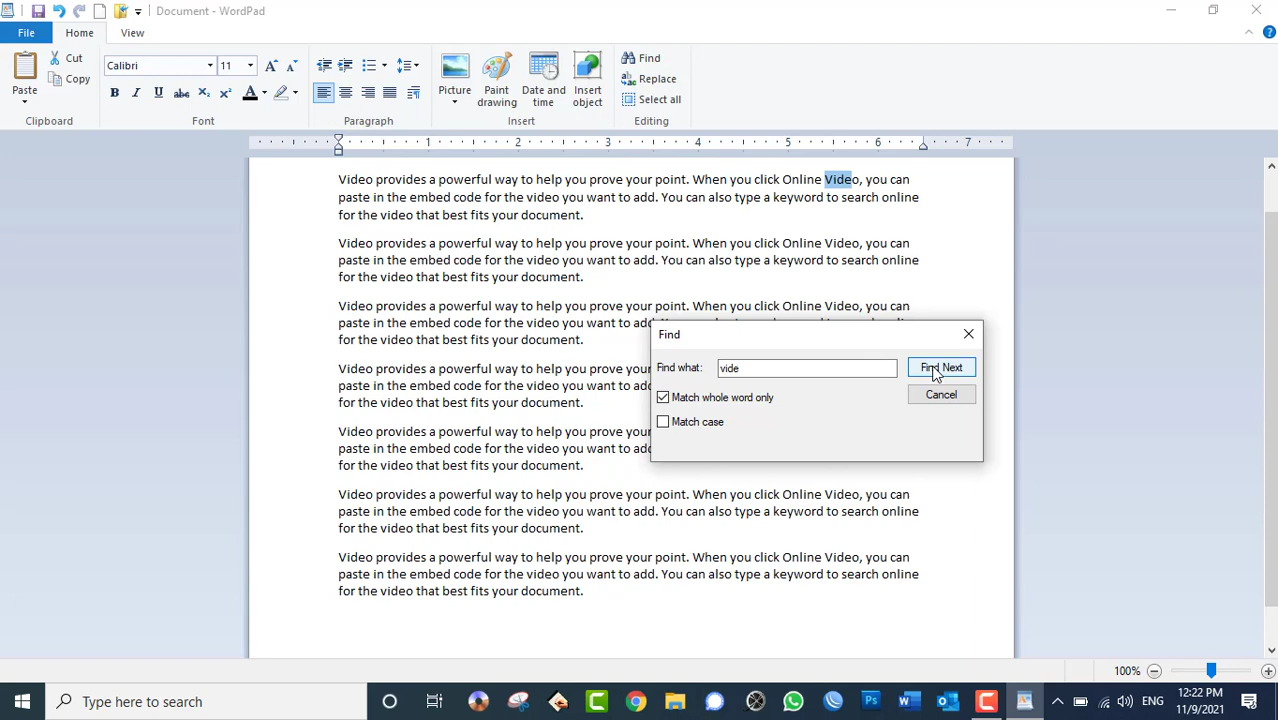 Document - WordPad
File
Home
View
Paste
Cut
Copy
Clipboard
Calibri
11
Font
Paragraph
Picture
Paint drawing
Date and time
Insert object
Insert
Find
Replace
Select all
Editing
1 2 3 4 5 6 7
Video provides a powerful way to help you prove your point. When you click Online Video, you can
paste in the embed code for the video you want to add. You can also type a keyword to search online
for the video that best fits your document.
Video provides a powerful way to help you prove your point. When you click Online Video, you can
paste in the embed code for the video you want to add. You can also type a keyword to search online
for the video that best fits your document.
Video provides a powerful way to help you prove your point. When you click Online Video, you can
paste in the embed code for the video you want to add
for the video that best fits your document.
Video provides a powerful way to help you prove you
paste in the embed code for the video you want to add
for the video that best fits your document.
Video provides a powerful way to help you prove you
paste in the embed code for the video you want to add
for the video that best fits your document.
Video provides a powerful way to help you prove your point. When you click Online Video, you can
paste in the embed code for the video you want to add. You can also type a keyword to search online
for the video that best fits your document.
Video provides a powerful way to help you prove your point. When you click Online Video, you can
paste in the embed code for the video you want to add. You can also type a keyword to search online
for the video that best fits your document.
Find
Find what: vide
Find Next
Match whole word only
Cancel
Match case
100%
Type here to search
ENG
12:22 PM
11/9/2021